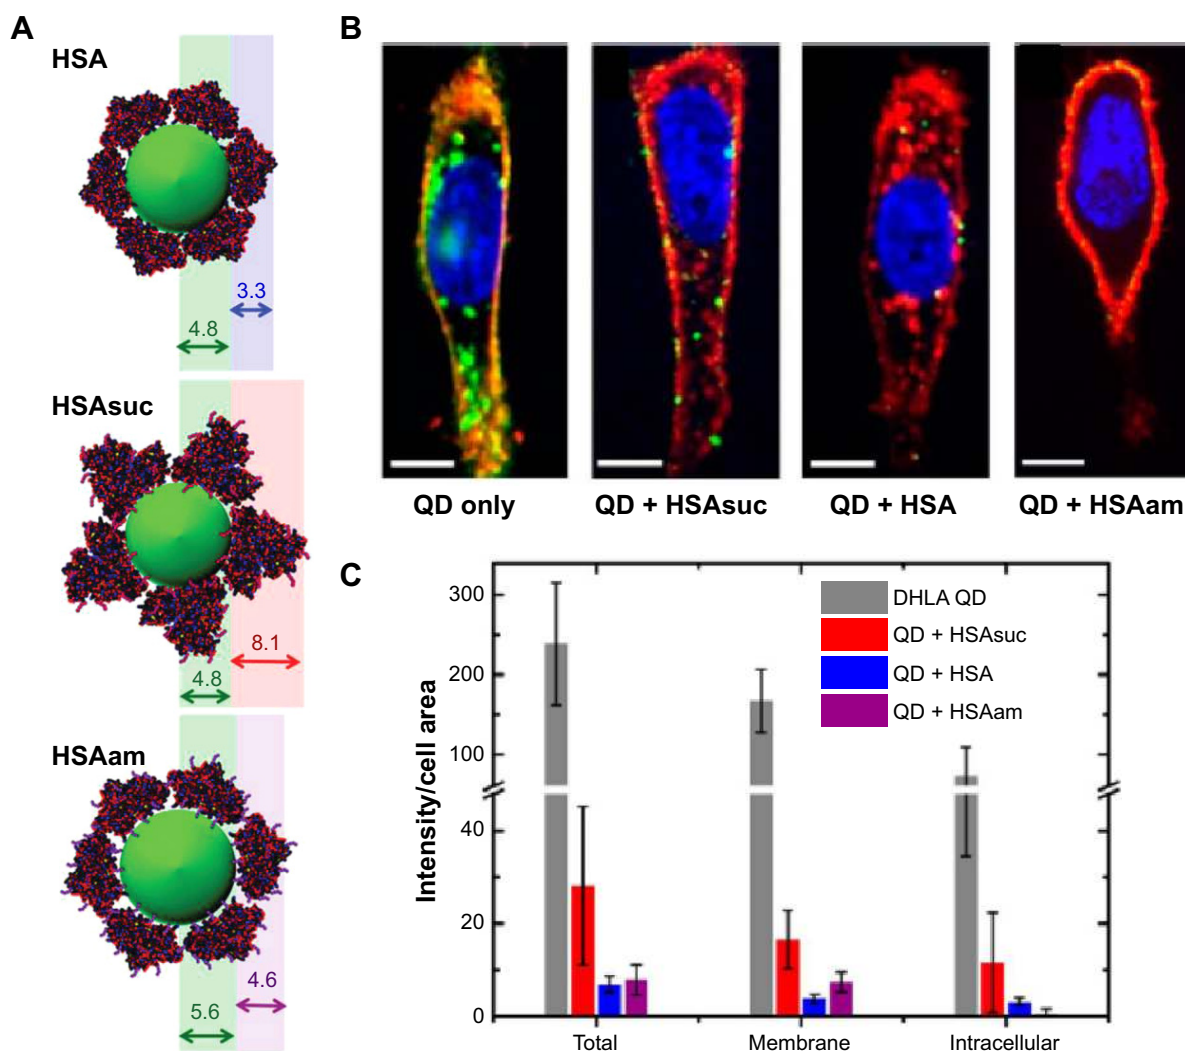 A
HSA
3.3
4.8
HSAsuc
8.1
4.8
HSAam
4.6
5.6
B
QD only
QD + HSAsuc
QD + HSA
QD + HSAam
C
Intensity/cell area
300
200
100
40
20
0
DHLA QD
QD + HSAsuc
QD + HSA
QD + HSAam
Total
Membrane
Intracellular